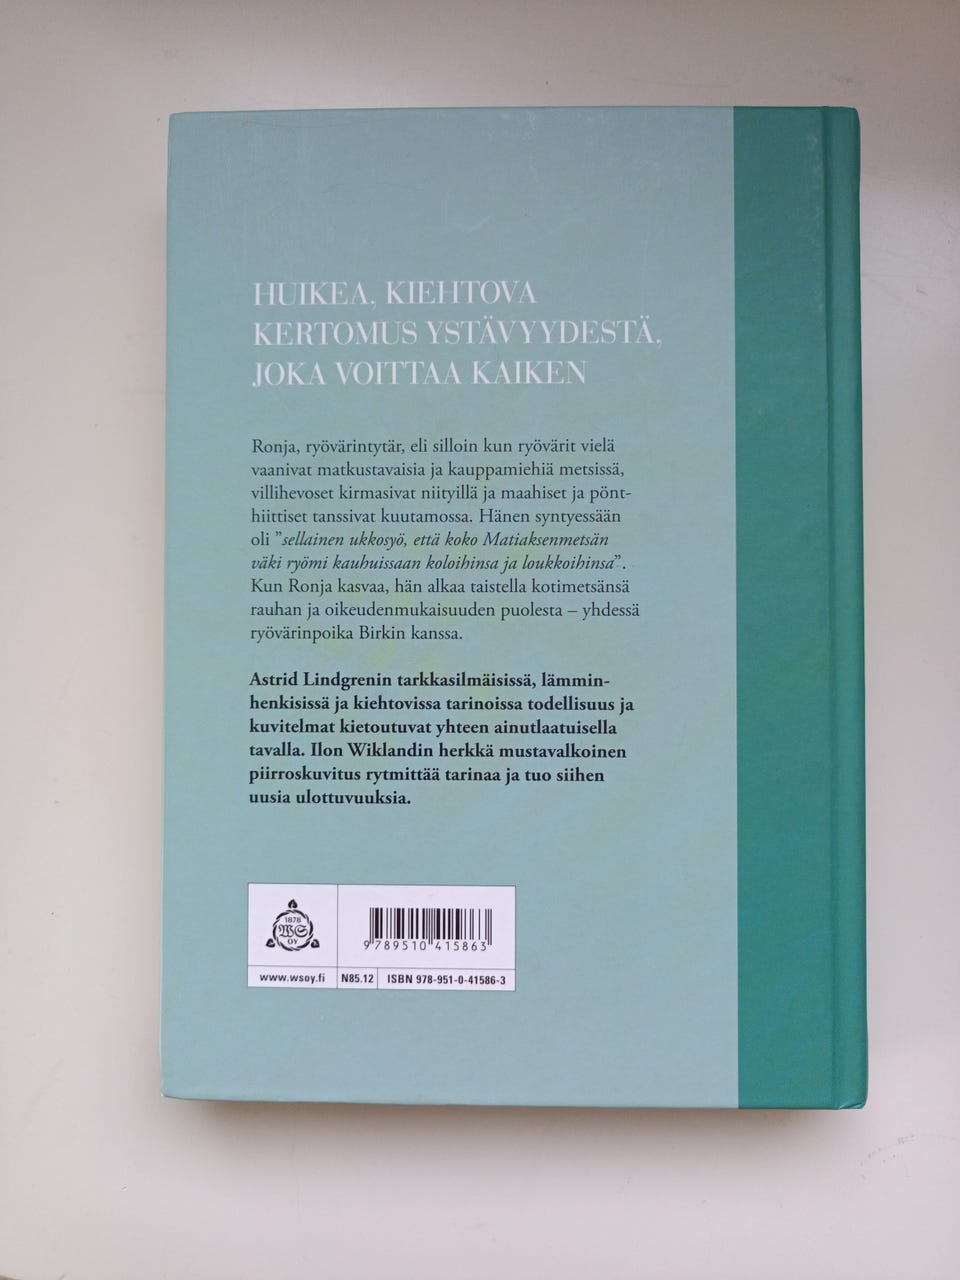 HUIKEA, KIEHTOVA
KERTOMUS YSTÄVYYDESTÄ,
JOKA VOITTAA KAIKEN
Ronja, ryövärintytär, eli silloin kun ryövärit vielä
vaanivat matkustavaisia ja kauppamiehiä metsissä,
villihevoset kirmasivat niityillä ja maahiset ja pönt-
hiittiset tanssivat kuutamossa. Hänen syntyessään
oli ”sellainen ukkosyö, että koko Matiaksenmetsän
väki ryömi kauhuissaan koloihinsa ja loukkoihinsa”.
Kun Ronja kasvaa, hän alkaa taistella kotimetsänsä
rauhan ja oikeudenmukaisuuden puolesta – yhdessä
ryövärinpoika Birkin kanssa.
Astrid Lindgrenin tarkkasilmäisissä, lämmin-
henkisissä ja kiehtovissa tarinoissa todellisuus ja
kuvitelmat kietoutuvat yhteen ainutlaatuisella
tavalla. Ilon Wiklandin herkkä mustavalkoinen
piirroskuvitus rytmittää tarinaa ja tuo siihen
uusia ulottuvuuksia.
1878
WS
OY
9 789510 415863
www.wsoy.fi N85.12 ISBN 978-951-0-41586-3